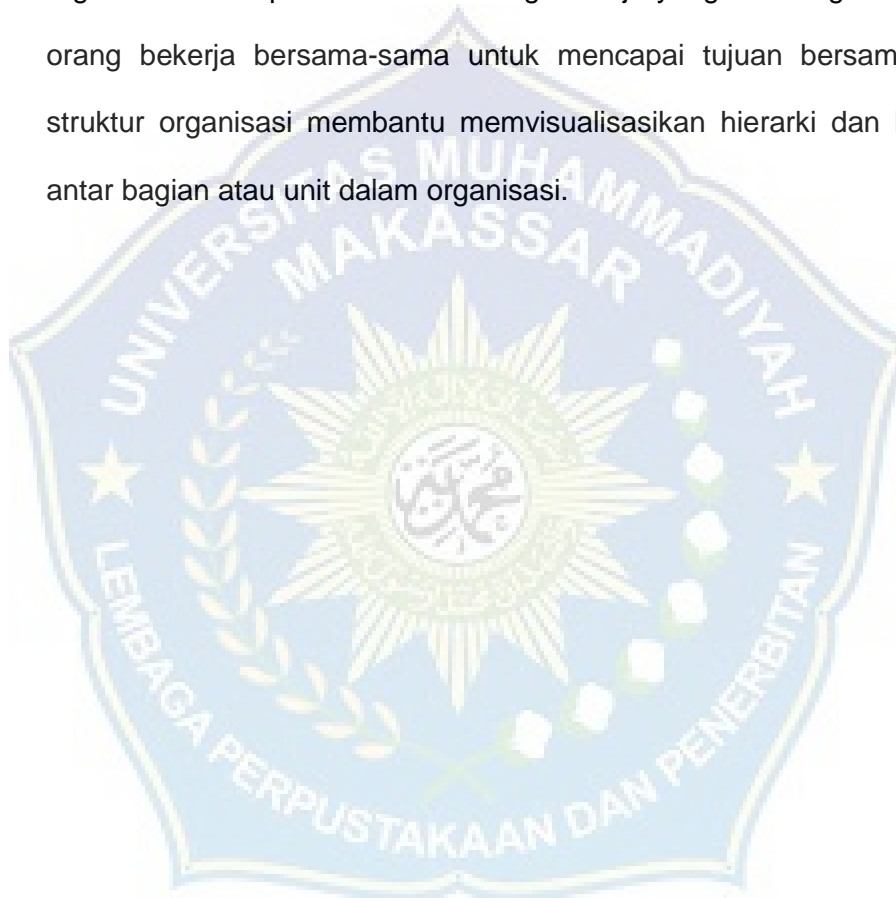 orang bekerja bersama-sama untuk mencapai tujuan bersam
struktur organisasi membantu memvisualisasikan hierarki dan
antar bagian atau unit dalam organisasi.
UNIVERSITAS MUHAMMADIYAH
MAKASSAR
محمدية
LEMBAGA PERPUSTAKAAN DAN PENERBITAN